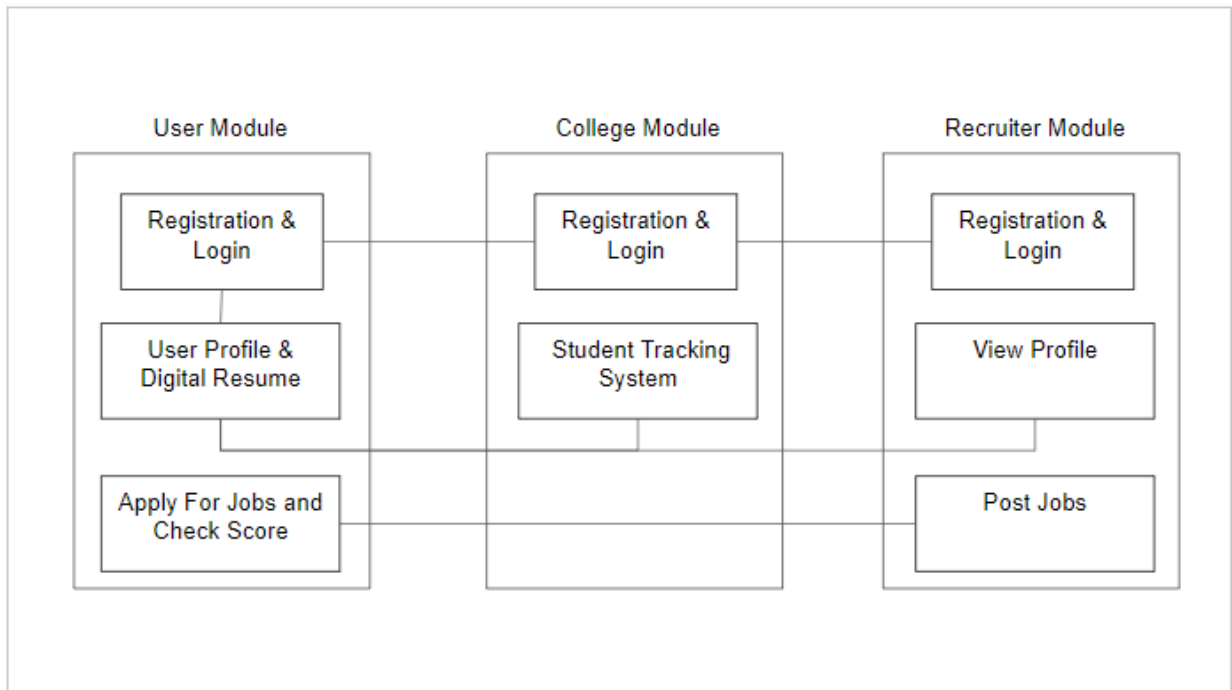 User Module
College Module
Recruiter Module
Registration &
Login
Registration &
Login
Registration &
Login
User Profile &
Digital Resume
Student Tracking
System
View Profile
Apply For Jobs and
Check Score
Post Jobs